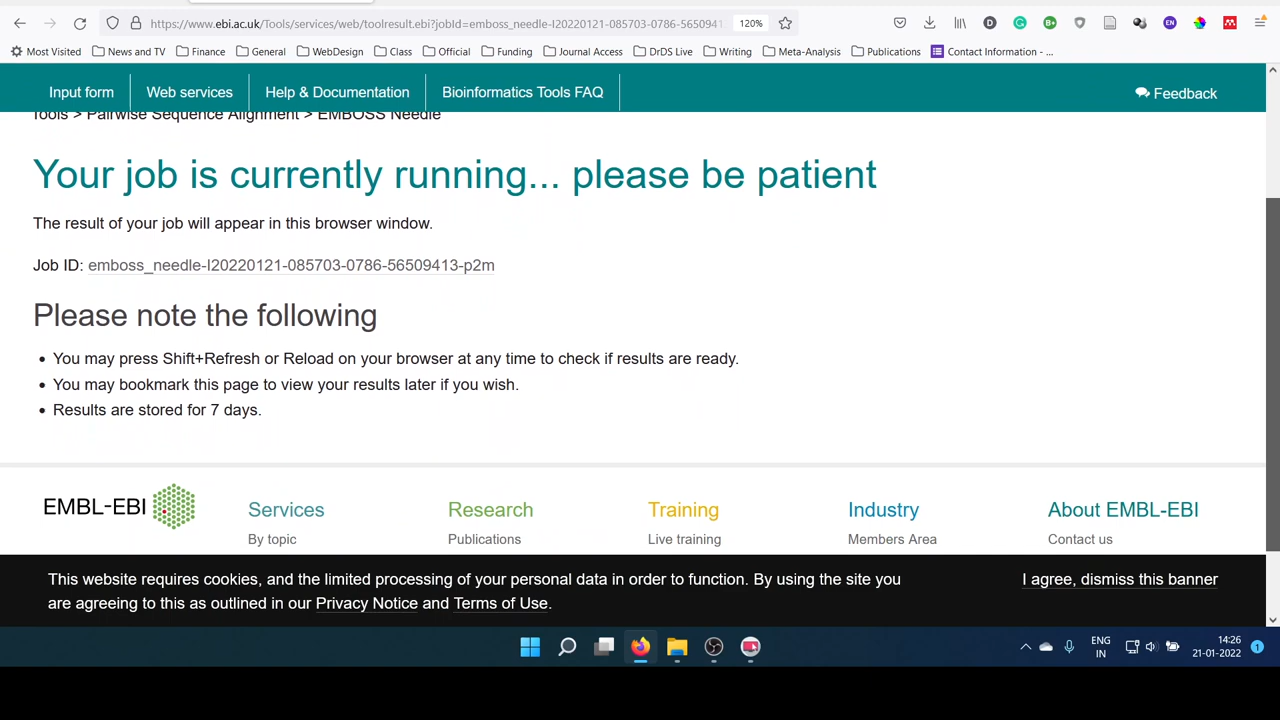 https://www.ebi.ac.uk/Tools/services/web/toolresult.ebi?jobId=emboss_needle-I20220121-085703-0786-5650941
120%
Most Visited
News and TV
Finance
General
WebDesign
Class
Official
Funding
Journal Access
DrDS Live
Writing
Meta-Analysis
Publications
Contact Information - ...
Input form
Web services
Help & Documentation
Bioinformatics Tools FAQ
Feedback
Tools > Pairwise Sequence Alignment > EMBOSS Needle
Your job is currently running... please be patient
The result of your job will appear in this browser window.
Job ID: emboss_needle-I20220121-085703-0786-56509413-p2m
Please note the following
• You may press Shift+Refresh or Reload on your browser at any time to check if results are ready.
• You may bookmark this page to view your results later if you wish.
• Results are stored for 7 days.
EMBL-EBI
Services
Research
Training
Industry
About EMBL-EBI
By topic
Publications
Live training
Members Area
Contact us
This website requires cookies, and the limited processing of your personal data in order to function. By using the site you
are agreeing to this as outlined in our Privacy Notice and Terms of Use.
I agree, dismiss this banner
ENG
IN
14:26
21-01-2022
1